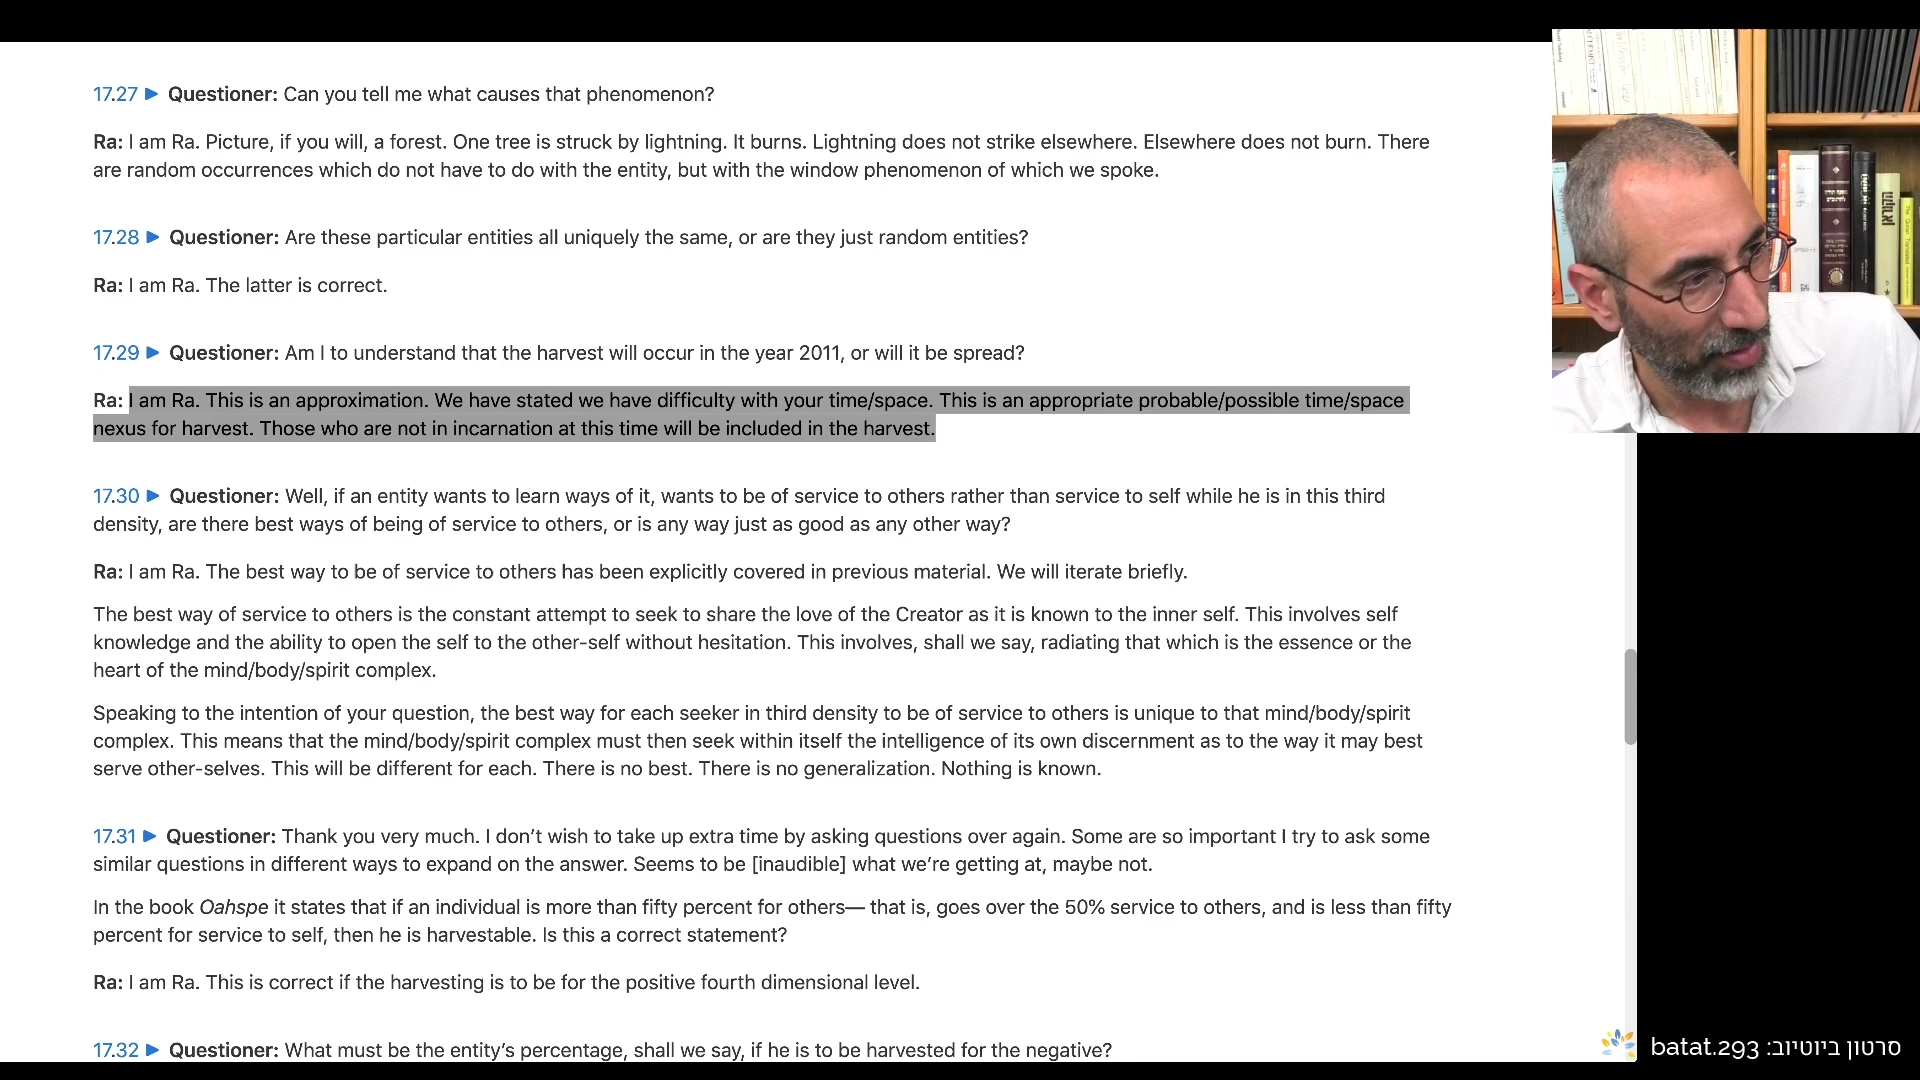 17.27 ▶ Questioner: Can you tell me what causes that phenomenon?
Ra: I am Ra. Picture, if you will, a forest. One tree is struck by lightning. It burns. Lightning does not strike elsewhere. Elsewhere does not burn. There
are random occurrences which do not have to do with the entity, but with the window phenomenon of which we spoke.
17.28 ▶ Questioner: Are these particular entities all uniquely the same, or are they just random entities?
Ra: I am Ra. The latter is correct.
17.29 ▶ Questioner: Am I to understand that the harvest will occur in the year 2011, or will it be spread?
Ra: I am Ra. This is an approximation. We have stated we have difficulty with your time/space. This is an appropriate probable/possible time/space
nexus for harvest. Those who are not in incarnation at this time will be included in the harvest.
17.30 ▶ Questioner: Well, if an entity wants to learn ways of it, wants to be of service to others rather than service to self while he is in this third
density, are there best ways of being of service to others, or is any way just as good as any other way?
Ra: I am Ra. The best way to be of service to others has been explicitly covered in previous material. We will iterate briefly.
The best way of service to others is the constant attempt to seek to share the love of the Creator as it is known to the inner self. This involves self
knowledge and the ability to open the self to the other-self without hesitation. This involves, shall we say, radiating that which is the essence or the
heart of the mind/body/spirit complex.
Speaking to the intention of your question, the best way for each seeker in third density to be of service to others is unique to that mind/body/spirit
complex. This means that the mind/body/spirit complex must then seek within itself the intelligence of its own discernment as to the way it may best
serve other-selves. This will be different for each. There is no best. There is no generalization. Nothing is known.
17.31 ▶ Questioner: Thank you very much. I don’t wish to take up extra time by asking questions over again. Some are so important I try to ask some
similar questions in different ways to expand on the answer. Seems to be [inaudible] what we’re getting at, maybe not.
In the book Oahspe it states that if an individual is more than fifty percent for others— that is, goes over the 50% service to others, and is less than fifty
percent for service to self, then he is harvestable. Is this a correct statement?
Ra: I am Ra. This is correct if the harvesting is to be for the positive fourth dimensional level.
17.32 ▶ Questioner: What must be the entity’s percentage, shall we say, if he is to be harvested for the negative?
סרטון ביוטיוב: batat.293